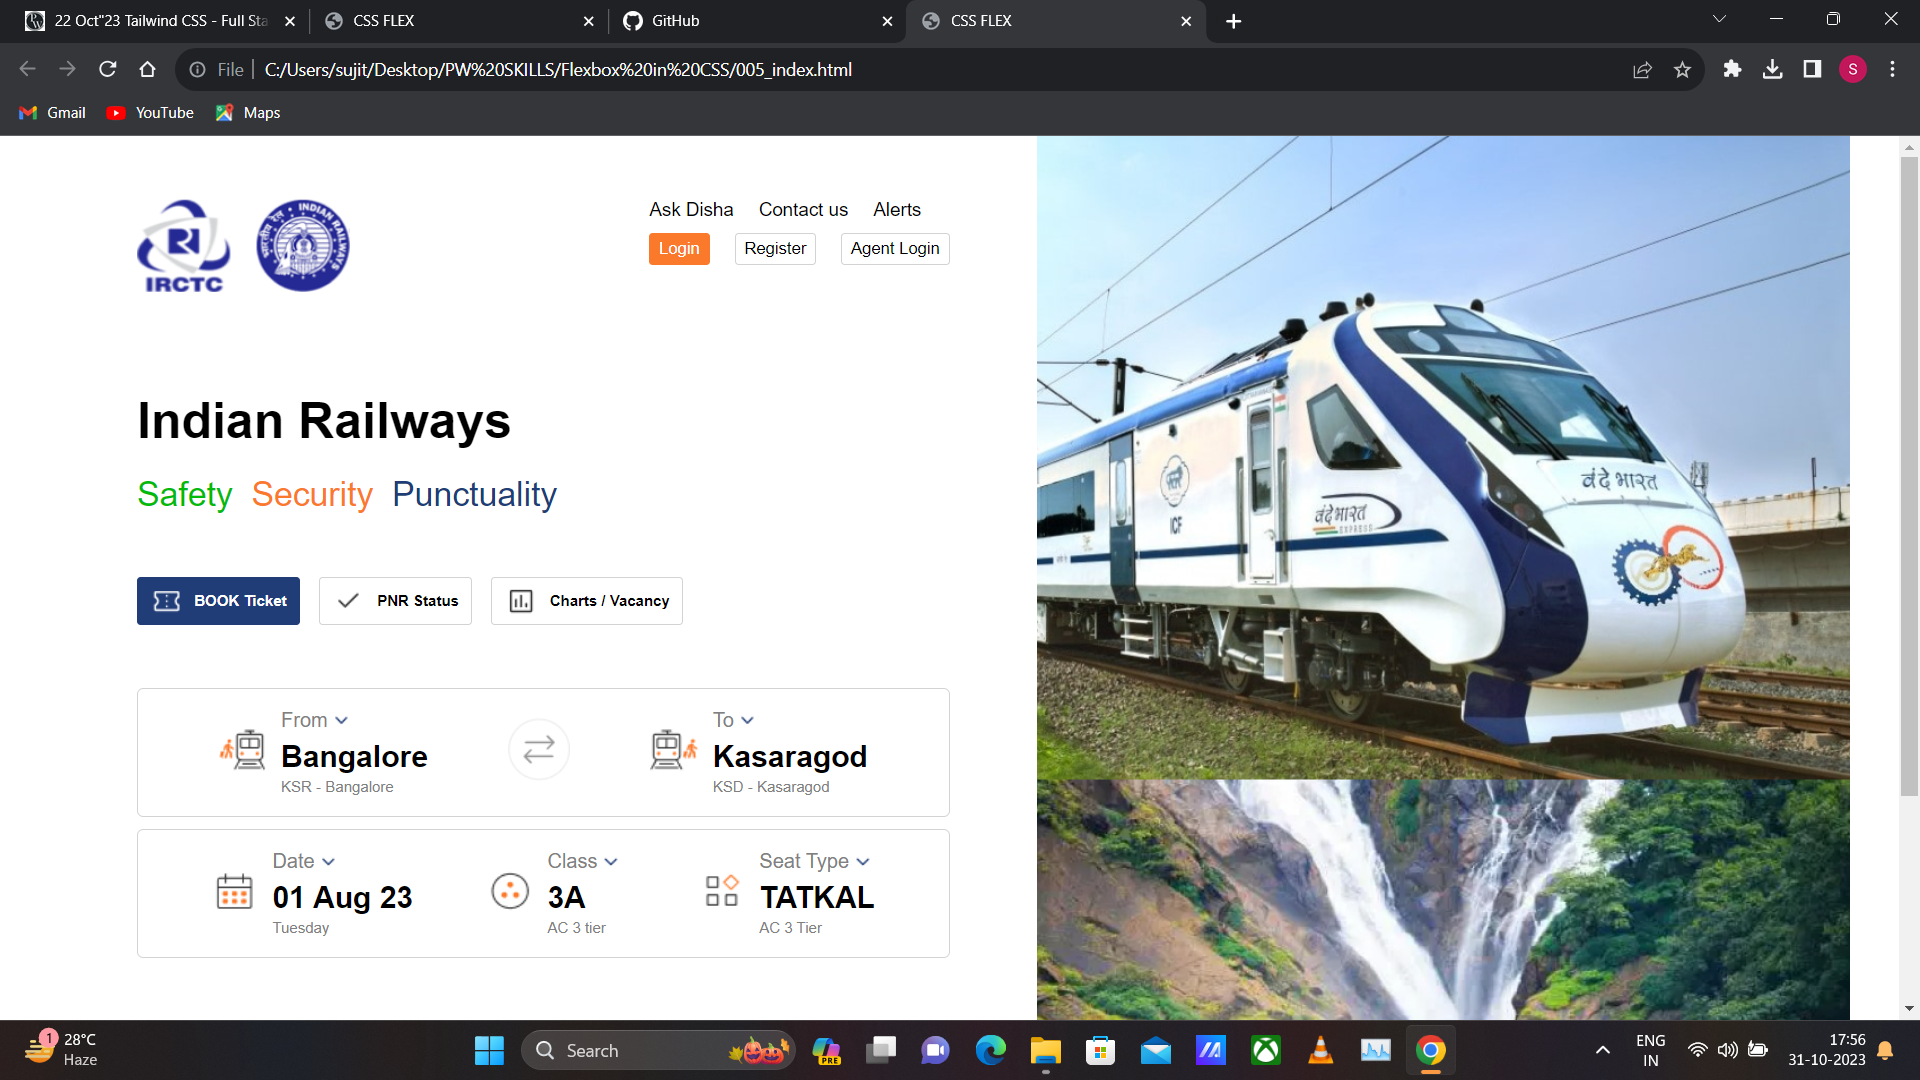 22 Oct"23 Tailwind CSS - Full Sta
CSS FLEX
GitHub
CSS FLEX
File
C:/Users/sujit/Desktop/PW%20SKILLS/Flexbox%20in%20CSS/005_index.html
S
Gmail
YouTube
Maps
IRCTC
INDIAN RAILWAYS
भारतीय रेल
Ask Disha
Contact us
Alerts
Login
Register
Agent Login
Indian Railways
Safety Security Punctuality
BOOK Ticket
PNR Status
Charts / Vacancy
From
Bangalore
KSR - Bangalore
To
Kasaragod
KSD - Kasaragod
Date
01 Aug 23
Tuesday
Class
3A
AC 3 tier
Seat Type
TATKAL
AC 3 Tier
ICF
वंदे भारत
EXPRESS
वंदे भारत
1
28°C
Haze
Search
PRE
ENG
IN
17:56
31-10-2023